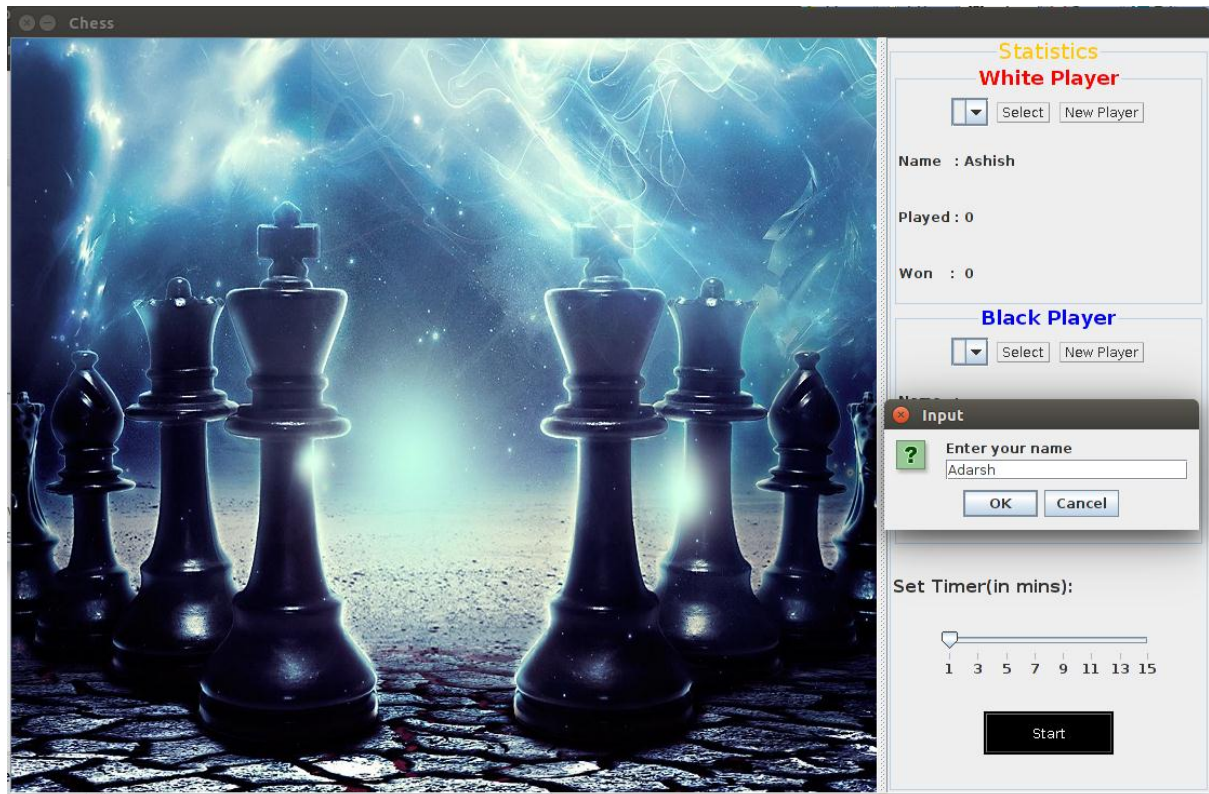 Chess
Statistics
White Player
Select New Player
Name : Ashish
Played : 0
Won : 0
Black Player
Select New Player
Input
? Enter your name
Adarsh
OK Cancel
Set Timer(in mins):
1 3 5 7 9 11 13 15
Start